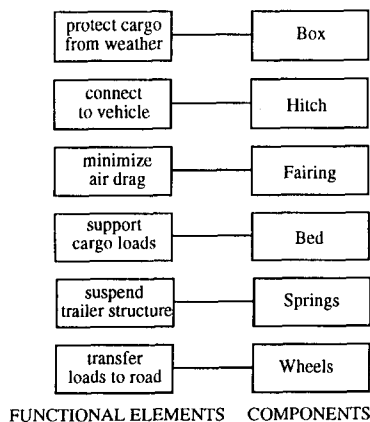 protect cargo
from weather
Box
connect
to vehicle
Hitch
minimize
air drag
Fairing
support
cargo loads
Bed
suspend
trailer structure
Springs
transfer
loads to road
Wheels
FUNCTIONAL ELEMENTS COMPONENTS